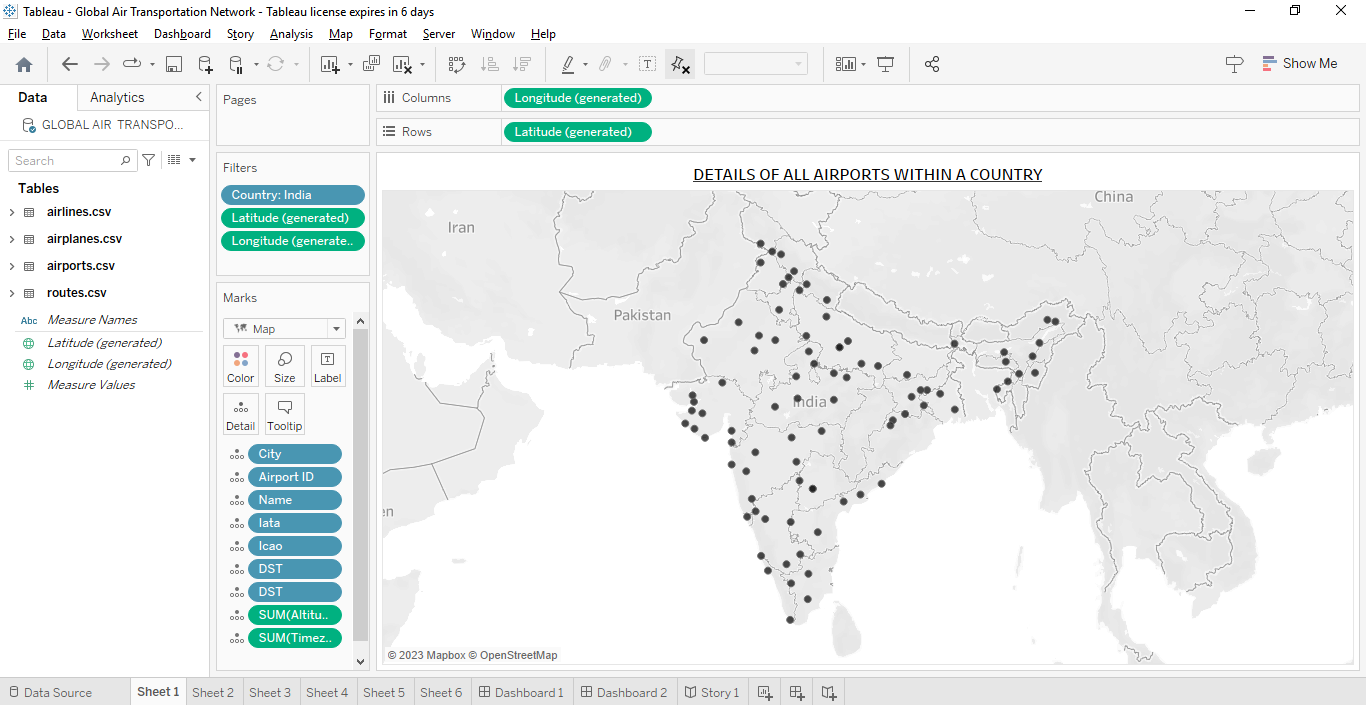 Tableau - Global Air Transportation Network - Tableau license expires in 6 days
File Data Worksheet Dashboard Story Analysis Map Format Server Window Help
Show Me
Data Analytics
GLOBAL AIR TRANSPO...
Search
Tables
airlines.csv
airplanes.csv
airports.csv
routes.csv
Abc Measure Names
Latitude (generated)
Longitude (generated)
Measure Values
Pages
Filters
Country: India
Latitude (generated)
Longitude (generate..
Marks
Map
Color Size Label
Detail Tooltip
City
Airport ID
Name
Iata
Icao
DST
DST
SUM(Altitu..
SUM(Timez..
Columns Longitude (generated)
Rows Latitude (generated)
DETAILS OF ALL AIRPORTS WITHIN A COUNTRY
China
Iran
Pakistan
India
en
© 2023 Mapbox © OpenStreetMap
Data Source Sheet 1 Sheet 2 Sheet 3 Sheet 4 Sheet 5 Sheet 6 Dashboard 1 Dashboard 2 Story 1